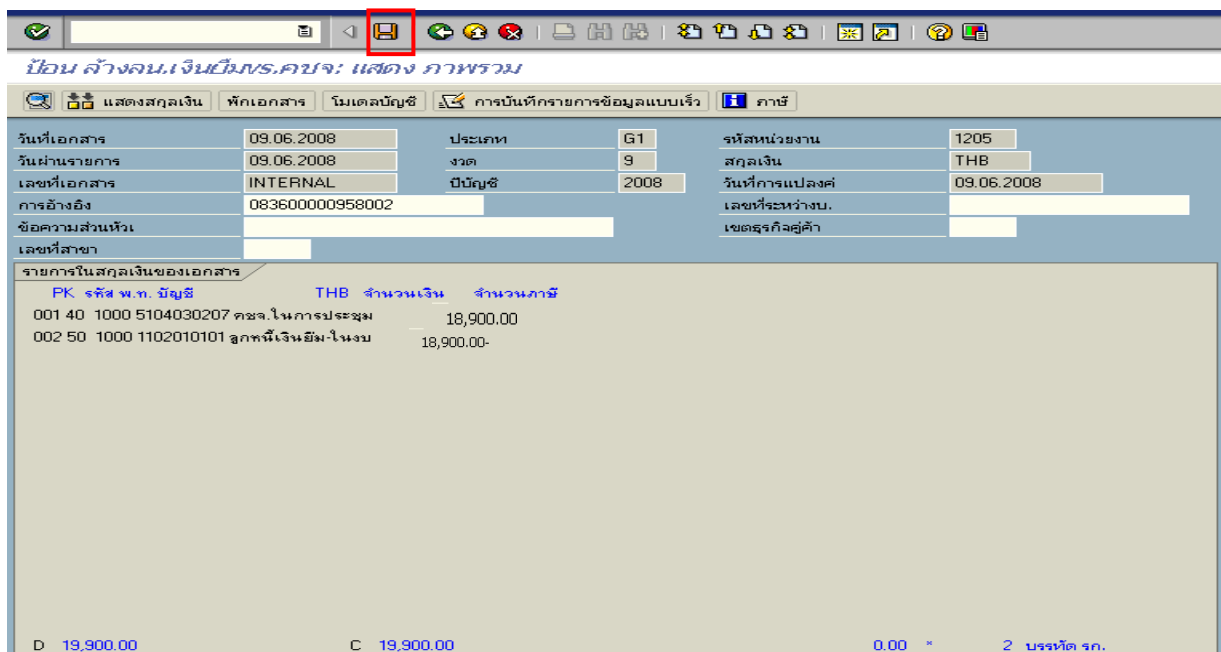 ป้อน ล้างลน.เงินยืมvs.คชจ: แสดง ภาพรวม
แสดงสกุลเงิน พักเอกสาร โมเดลบัญชี การบันทึกรายการข้อมูลแบบเร็ว ภาษี
วันที่เอกสาร 09.06.2008 ประเภท G1 รหัสหน่วยงาน 1205
วันผ่านรายการ 09.06.2008 งวด 9 สกุลเงิน THB
เลขที่เอกสาร INTERNAL ปีบัญชี 2008 วันที่การแปลงค่ 09.06.2008
การอ้างอิง 083600000958002 เลขที่ระหว่างบ.
ข้อความส่วนหัวเ เขตธุรกิจคู่ค้า
เลขที่สาขา
รายการในสกุลเงินของเอกสาร
PK รหัส พ.ท. บัญชี THB จำนวนเงิน จำนวนภาษี
001 40 1000 5104030207 คชจ.ในการประชุม 18,900.00
002 50 1000 1102010101 ลูกหนี้เงินยืม-ในงบ 18,900.00-
D 19,900.00 C 19,900.00 0.00 * 2 บรรทัด รก.